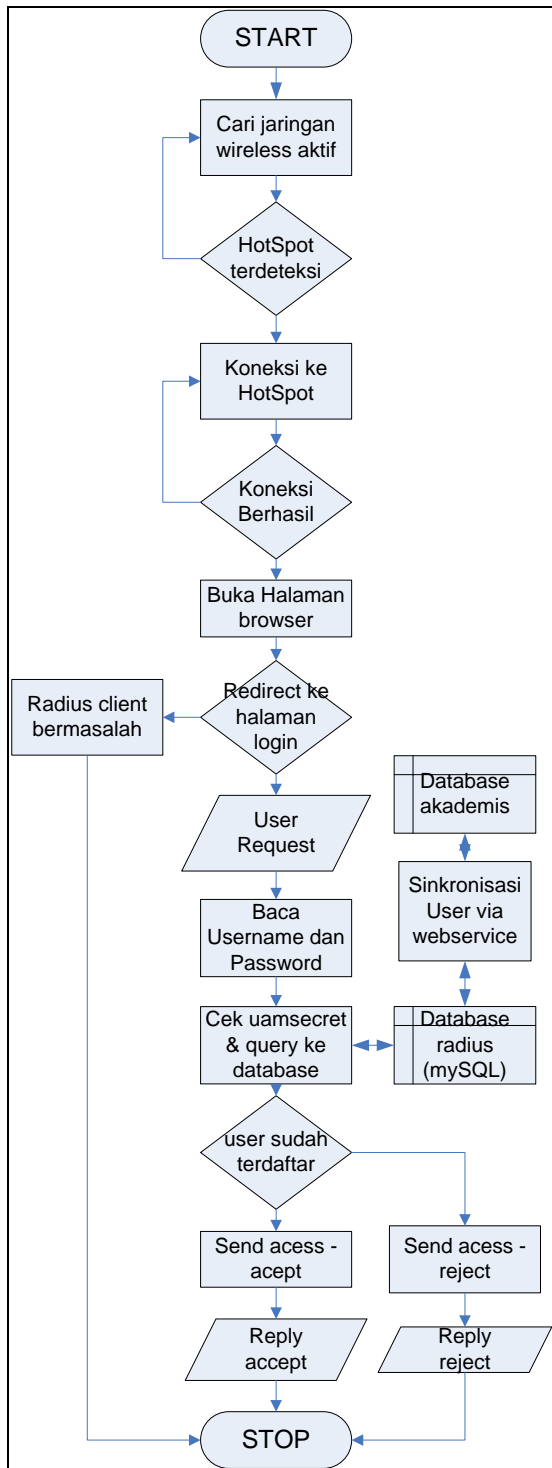 START
Cari jaringan
wireless aktif
HotSpot
terdeteksi
Koneksi ke
HotSpot
Koneksi
Berhasil
Buka Halaman
browser
Redirect ke
halaman
login
Radius client
bermasalah
User
Request
Database
akademis
Baca
Username dan
Password
Sinkronisasi
User via
webservice
Cek uamsecret
& query ke
database
Database
radius
(mySQL)
user sudah
terdaftar
Send acess -
acept
Send acess -
reject
Reply
accept
Reply
reject
STOP